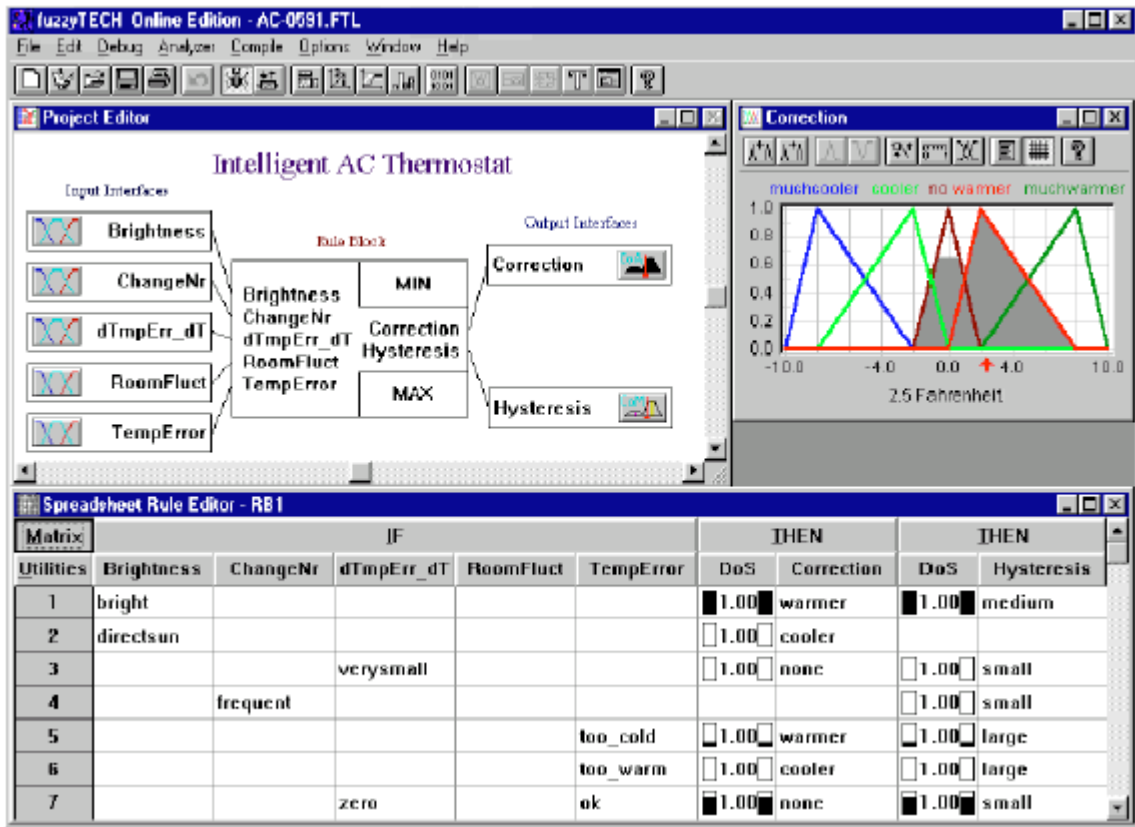 fuzzyTECH Online Edition - AC-0591.FTL
File Edit Debug Analyzer Compile Options Window Help
Project Editor
Intelligent AC Thermostat
Input Interfaces
Brightness
ChangeNr
dTmpErr_dT
RoomFluct
TempError
Rule Block
Brightness
ChangeNr
dTmpErr_dT
RoomFluct
TempError
MIN
Correction
Hysteresis
MAX
Output Interfaces
Correction
CoA
Hysteresis
CoM
Correction
muchcooler cooler no warmer muchwarmer
1.0
0.8
0.6
0.4
0.2
0.0
-10.0 -4.0 0.0 4.0 10.0
2.5 Fahrenheit
Spreadsheet Rule Editor - RB1
Matrix IF THEN THEN
Utilities Brightness ChangeNr dTmpErr_dT RoomFluct TempError DoS Correction DoS Hysteresis
1 bright 1.00 warmer 1.00 medium
2 directsun 1.00 cooler
3 verysmall 1.00 none 1.00 small
4 frequent 1.00 small
5 too_cold 1.00 warmer 1.00 large
6 too_warm 1.00 cooler 1.00 large
7 zero ok 1.00 none 1.00 small